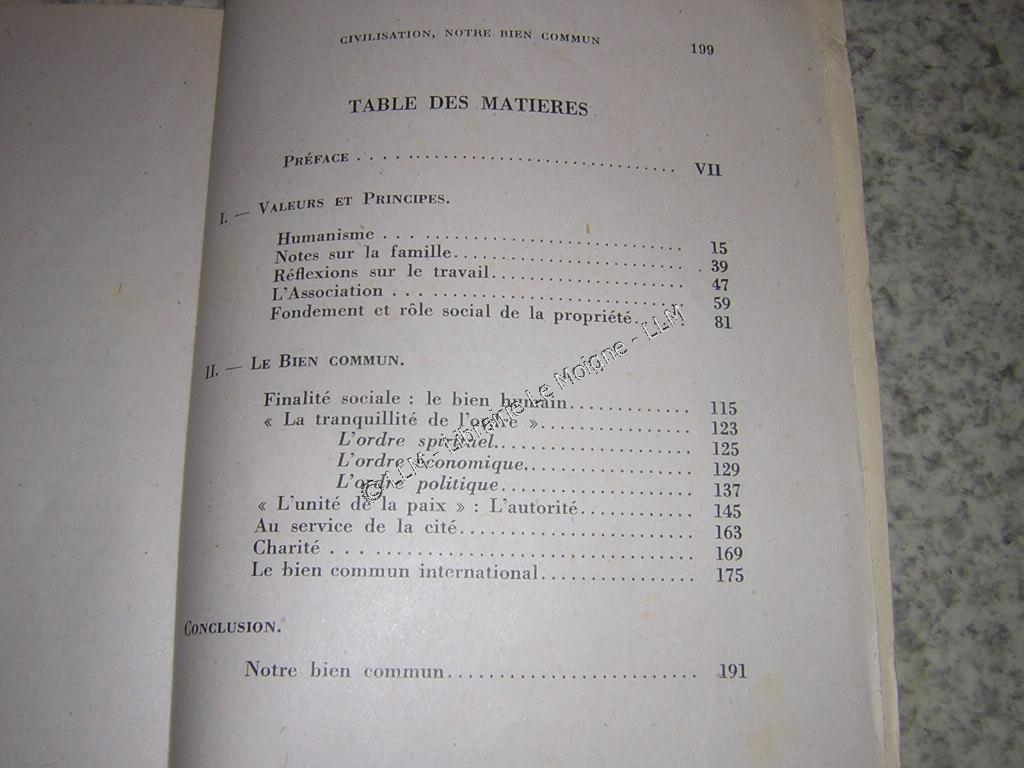 CIVILISATION, NOTRE BIEN COMMUN 199
TABLE DES MATIERES
PRÉFACE . . . . . . . . . . . . . . . . . . . . . . . . . . . . . . VII
I. — VALEURS ET PRINCIPES.
Humanisme . . . . . . . . . . . . . . . . . . . . . . . . . . . . 15
Notes sur la famille. . . . . . . . . . . . . . . . . . . . . . . . 39
Réflexions sur le travail. . . . . . . . . . . . . . . . . . . . . 47
L'Association . . . . . . . . . . . . . . . . . . . . . . . . . . . 59
Fondement et rôle social de la propriété. . . . . 81
II. — LE BIEN COMMUN.
Finalité sociale : le bien humain. . . . . . . . . . . . . 115
« La tranquillité de l'ordre ». . . . . . . . . . . . . . . . 123
L'ordre spirituel. . . . . . . . . . . . . . . . . . . . 125
L'ordre économique. . . . . . . . . . . . . . . . . 129
L'ordre politique. . . . . . . . . . . . . . . . . . . 137
« L'unité de la paix » : L'autorité. . . . . . . . . . . . 145
Au service de la cité. . . . . . . . . . . . . . . . . . . . . . . 163
Charité . . . . . . . . . . . . . . . . . . . . . . . . . . . . . . . . 169
Le bien commun international. . . . . . . . . . . . . . . 175
CONCLUSION.
Notre bien commun. . . . . . . . . . . . . . . . . . . . . . . . 191
© LLM - Librairie Le Moigne - LLM